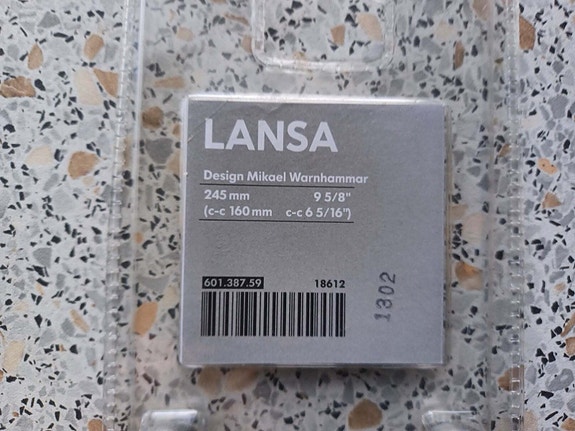 LANSA
Design Mikael Warnhammar
245 mm 9 5/8"
(c-c 160 mm c-c 6 5/16")
601.387.59 18612
1302